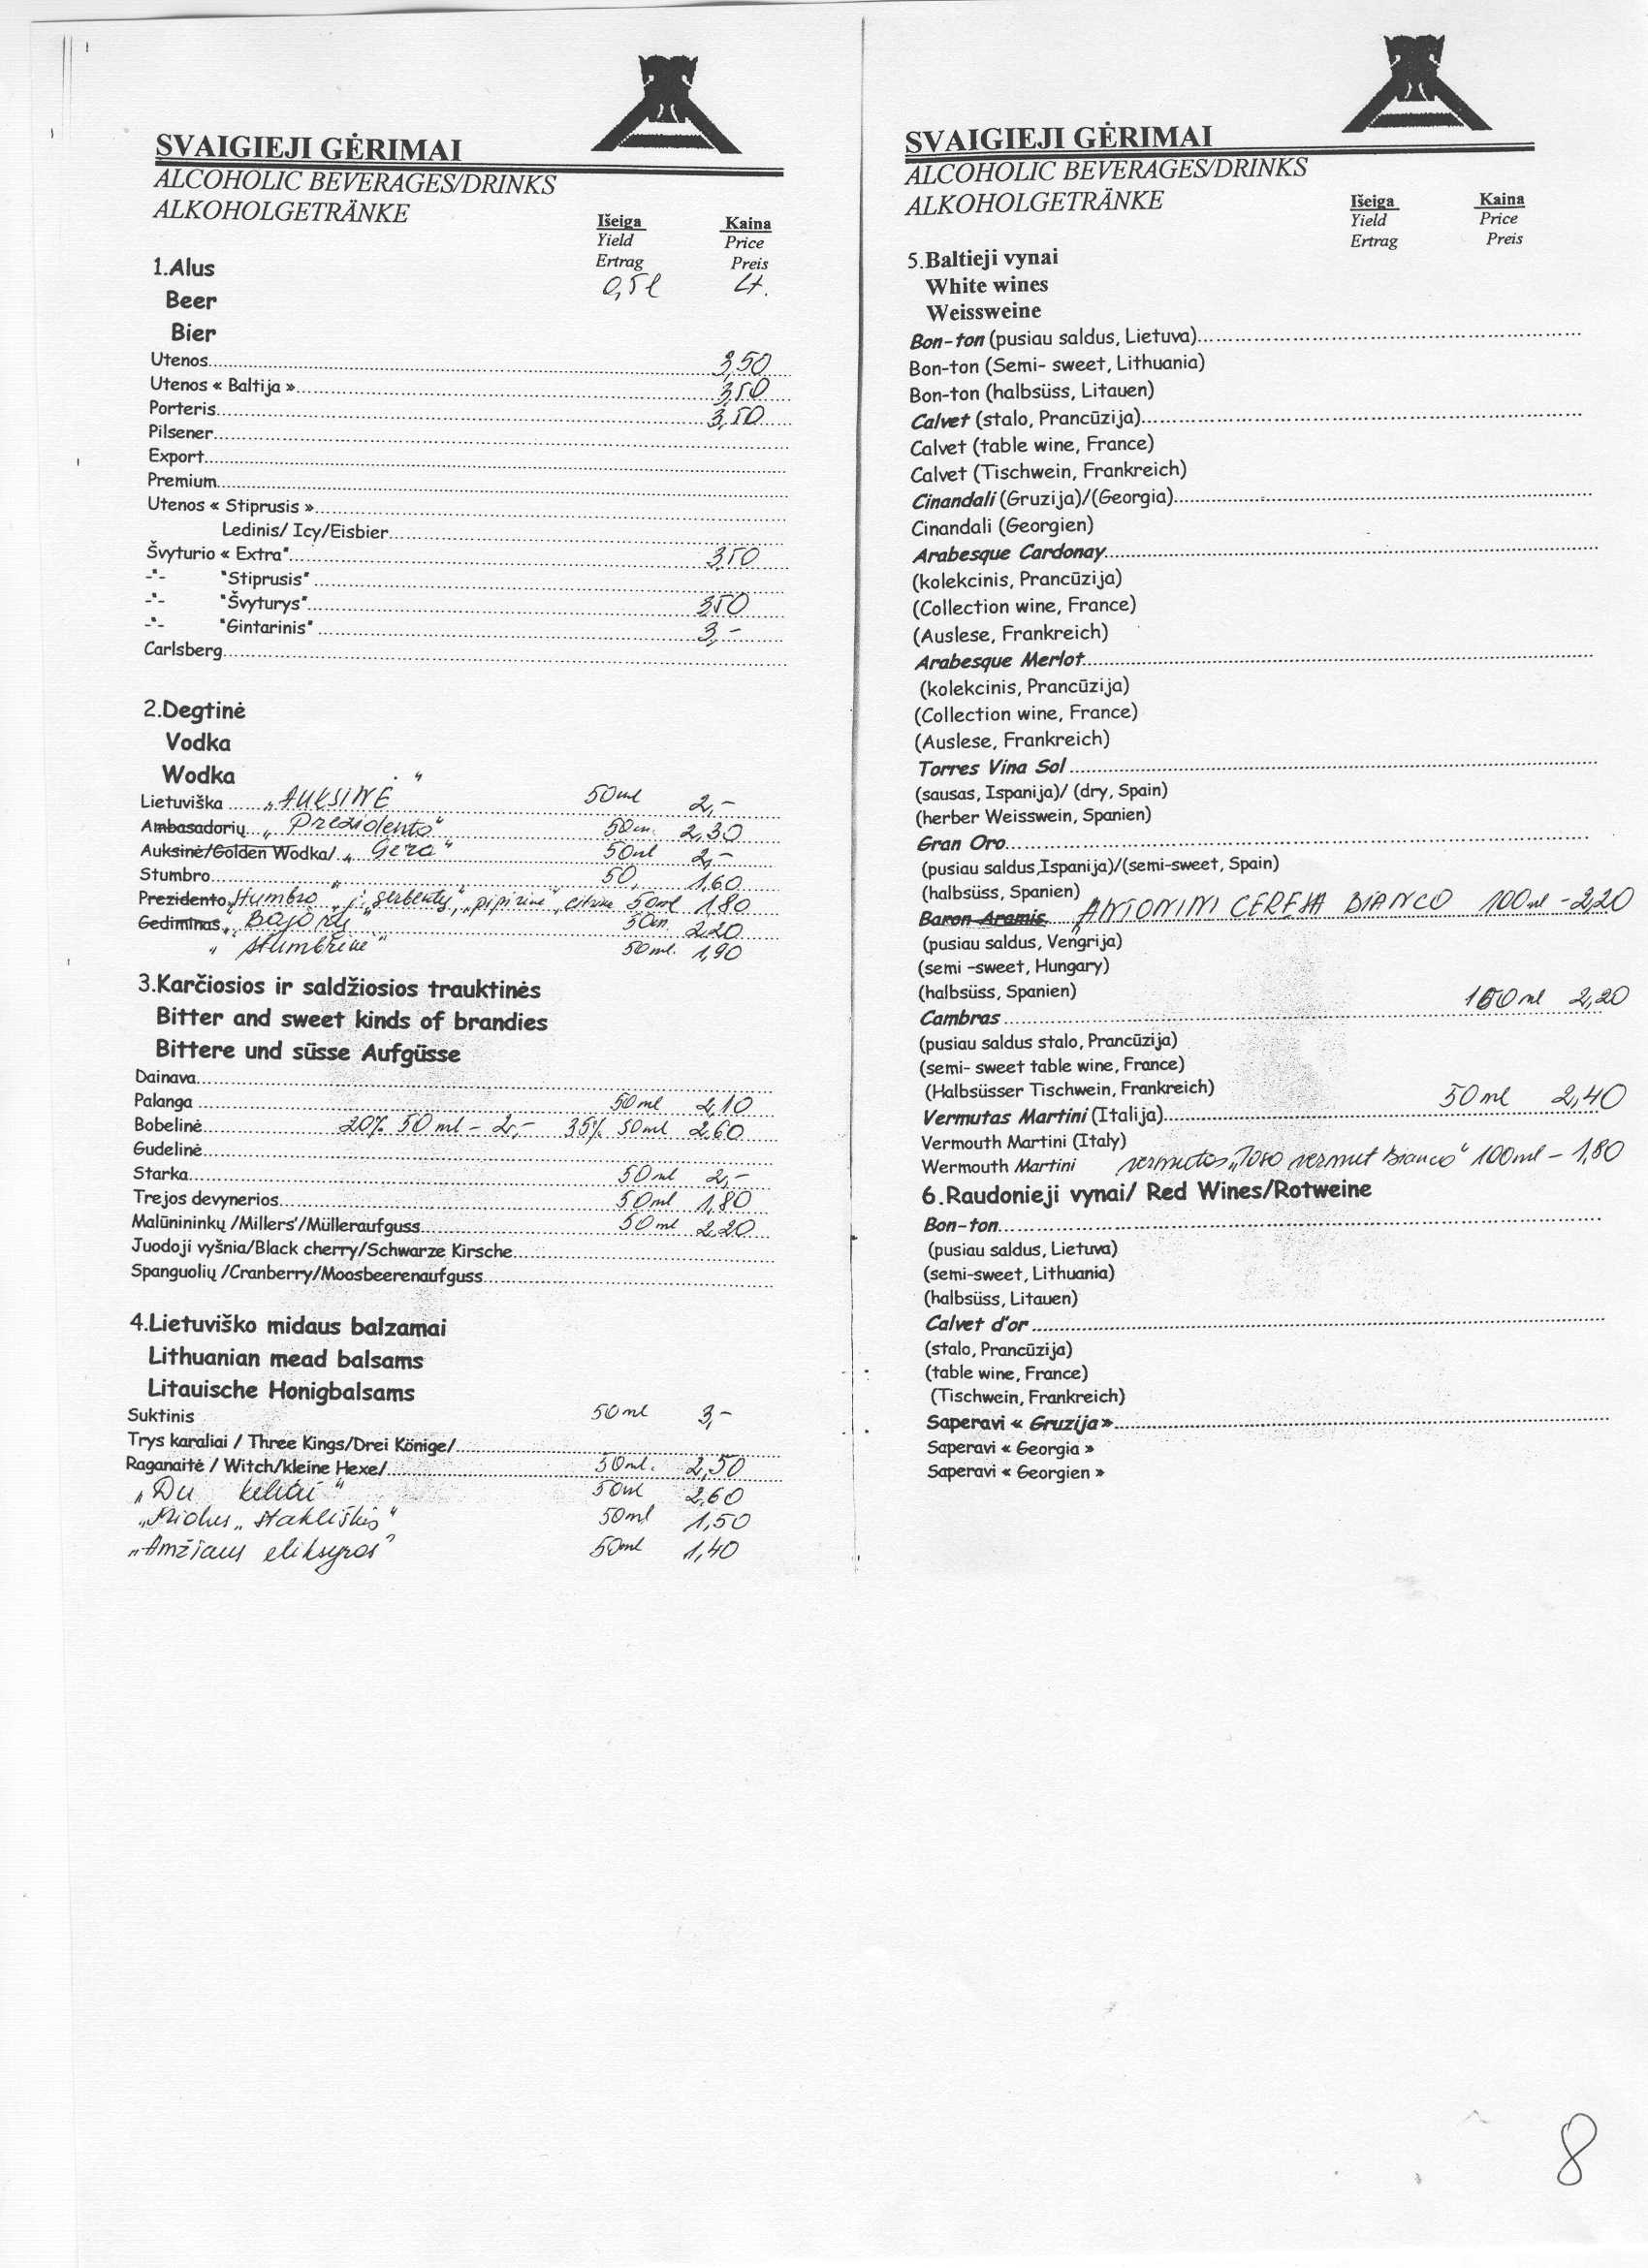 SVAIGIEJI GĖRIMAI
ALCOHOLIC BEVERAGES/DRINKS
ALKOHOLGETRÄNKE
Išeiga Kaina
Yield Price
Ertrag Preis
1.Alus 0,5l Lt.
Beer
Bier
Utenos 3,50
Utenos « Baltija » 3,50
Porteris 3,50
Pilsener
Export
Premium
Utenos « Stiprusis »
Ledinis/ Icy/Eisbier
Švyturio « Extra" 3,50
-"- "Stiprusis"
-"- "Švyturys" 350
-"- "Gintarinis" 3,-
Carlsberg
2.Degtinė
Vodka
Wodka
Lietuviška „AUKSINĖ" 50ml 2,-
Ambasadorių „Prezidento" 50m. 2,30
Auksinė/Golden Wodka/ „Gera" 50ml 2,-
Stumbro 50, 1,60
Prezidento „Stumbro 50ml 1,80
Gediminas „Bajorų" 50m. 2,20
„Stumbrinė" 50ml. 1,90
3.Karčiosios ir saldžiosios trauktinės
Bitter and sweet kinds of brandies
Bittere und süsse Aufgüsse
Dainava
Palanga 50ml 2,10
Bobelinė 20% 50ml - 2,- 35% 50ml 2,60
Gudelinė
Starka 50ml 2,-
Trejos devynerios 50ml 1,80
Malūnininkų /Millers'/Mülleraufguss 50ml 2,20
Juodoji vyšnia/Black cherry/Schwarze Kirsche
Spanguolių /Cranberry/Moosbeerenaufguss
4.Lietuviško midaus balzamai
Lithuanian mead balsams
Litauische Honigbalsams
Suktinis 50ml 3,-
Trys karaliai / Three Kings/Drei Könige/
Raganaitė / Witch/kleine Hexe/ 50ml. 2,50
„Du keliai" 50ml 2,60
„Midus „Stakliškės" 50ml 1,50
„Amžiaus eliksyras" 50ml 1,40
SVAIGIEJI GĖRIMAI
ALCOHOLIC BEVERAGES/DRINKS
ALKOHOLGETRÄNKE
Išeiga Kaina
Yield Price
Ertrag Preis
5.Baltieji vynai
White wines
Weissweine
Bon-ton (pusiau saldus, Lietuva)
Bon-ton (Semi- sweet, Lithuania)
Bon-ton (halbsüss, Litauen)
Calvet (stalo, Prancūzija)
Calvet (table wine, France)
Calvet (Tischwein, Frankreich)
Cinandali (Gruzija)/(Georgia)
Cinandali (Georgien)
Arabesque Cardonay
(kolekcinis, Prancūzija)
(Collection wine, France)
(Auslese, Frankreich)
Arabesque Merlot
(kolekcinis, Prancūzija)
(Collection wine, France)
(Auslese, Frankreich)
Torres Vina Sol
(sausas, Ispanija)/ (dry, Spain)
(herber Weisswein, Spanien)
Gran Oro
(pusiau saldus,Ispanija)/(semi-sweet, Spain)
(halbsüss, Spanien)
Baron Aramis „ANTONINI CERESA BIANCO 100ml - 2,20
(pusiau saldus, Vengrija)
(semi -sweet, Hungary)
(halbsüss, Spanien)
Cambras 100ml 2,20
(pusiau saldus stalo, Prancūzija)
(semi- sweet table wine, France)
(Halbsüsser Tischwein, Frankreich)
Vermutas Martini (Italija) 50ml 2,40
Vermouth Martini (Italy)
Wermouth Martini vermutas „Toso vermut Bianco" 100ml - 1,80
6.Raudonieji vynai/ Red Wines/Rotweine
Bon-ton
(pusiau saldus, Lietuva)
(semi-sweet, Lithuania)
(halbsüss, Litauen)
Calvet d'or
(stalo, Prancūzija)
(table wine, France)
(Tischwein, Frankreich)
Saperavi « Gruzija»
Saperavi « Georgia »
Saperavi « Georgien »
8